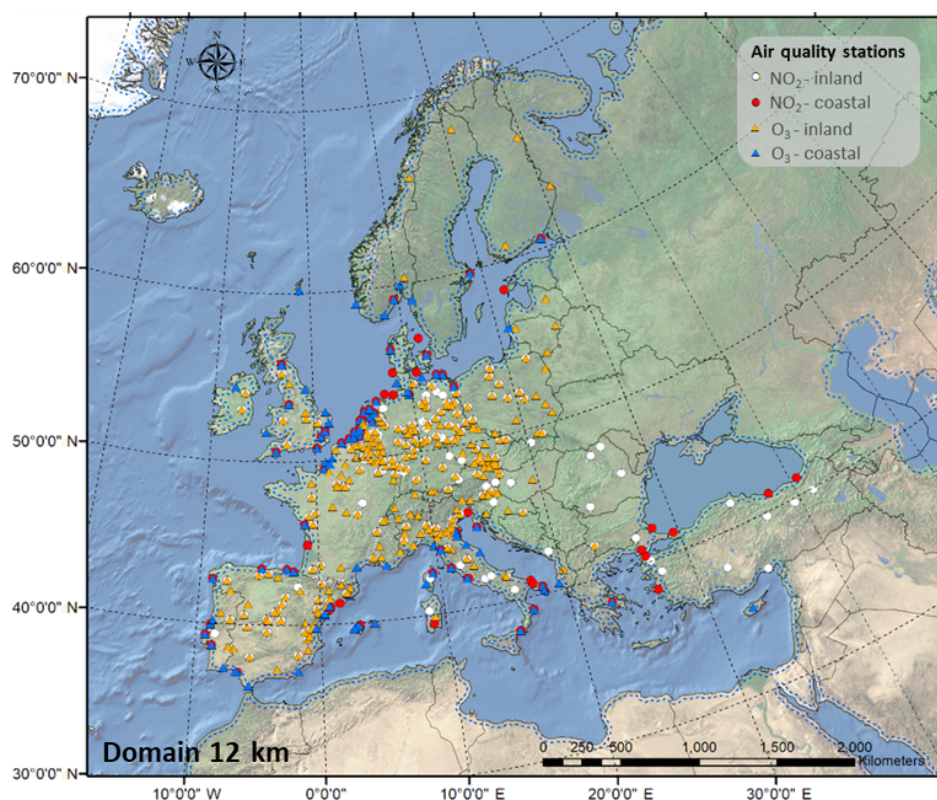 70°0'0" N
60°0'0" N
50°0'0" N
40°0'0" N
30°0'0" N
N
W
E
S
Air quality stations
NO₂- inland
NO₂- coastal
O₃- inland
O₃- coastal
Domain 12 km
0 250 500 1,000 1,500 2,000
Kilometers
10°0'0" W 0°0'0" 10°0'0" E 20°0'0" E 30°0'0" E